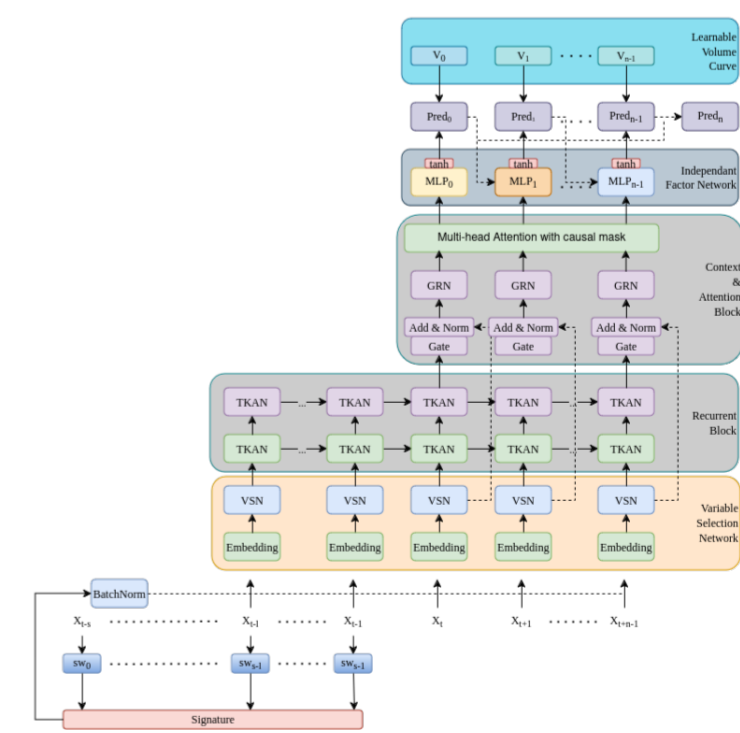 Learnable
Volume
Curve
V0 V1 Vn-1
Pred0 Pred1 Predn-1 Predn
tanh tanh tanh
MLP0 MLP1 MLPn-1
Independant
Factor Network
Multi-head Attention with causal mask
GRN GRN GRN
Context
&
Attention
Block
Add & Norm Add & Norm Add & Norm
Gate Gate Gate
TKAN ... TKAN TKAN TKAN ... TKAN
Recurrent
Block
TKAN ... TKAN TKAN TKAN ... TKAN
VSN VSN VSN VSN VSN
Variable
Selection
Network
Embedding Embedding Embedding Embedding Embedding
BatchNorm
Xt-s Xt-l Xt-1 Xt Xt+1 Xt+n-1
sw0 sws-l sws-1
Signature